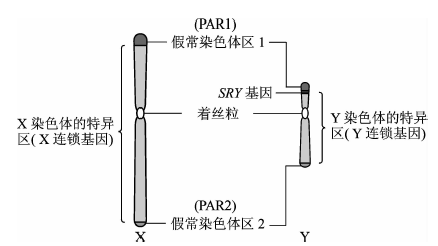 (PAR1)
假常染色体区 1
SRY 基因
着丝粒
X 染色体的特异
区(X 连锁基因)
Y 染色体的特异
区(Y 连锁基因)
(PAR2)
假常染色体区 2
X
Y